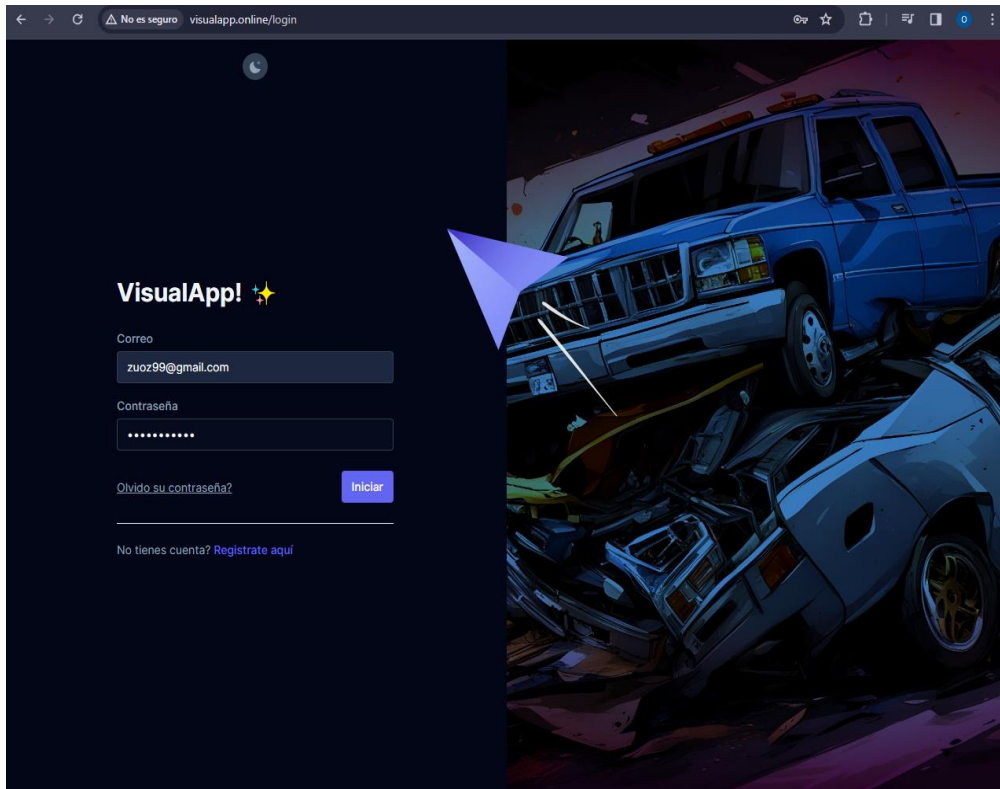 No es seguro visualapp.online/login
O
VisualApp! ✨
Correo
zuoz99@gmail.com
Contraseña
•••••••••••
Olvido su contraseña? Iniciar
No tienes cuenta? Registrate aquí